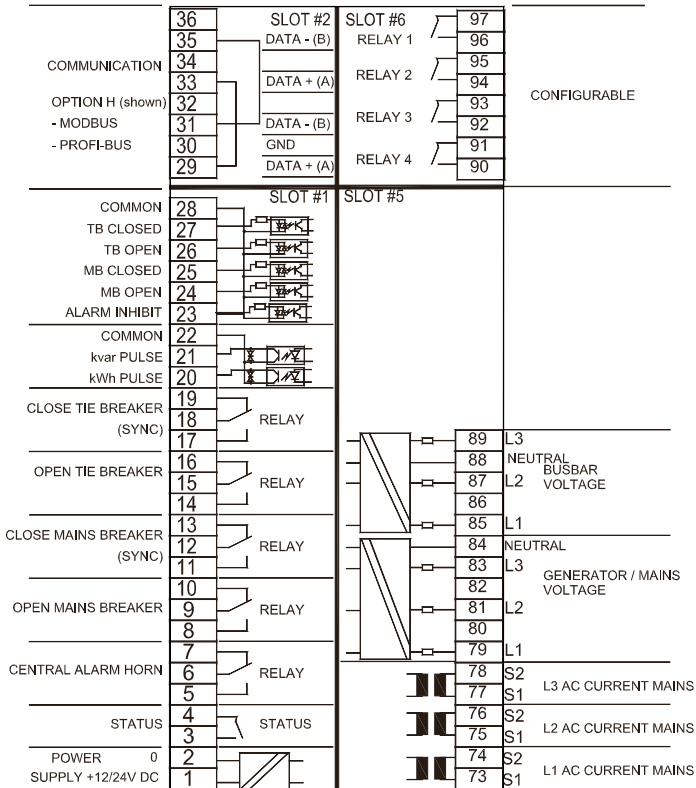 36 SLOT #2 SLOT #6 97
35 DATA - (B) RELAY 1 96
COMMUNICATION 34 95
33 DATA + (A) RELAY 2 94
OPTION H (shown) 32 93 CONFIGURABLE
- MODBUS 31 DATA - (B) RELAY 3 92
- PROFI-BUS 30 GND 91
29 DATA + (A) RELAY 4 90
SLOT #1 SLOT #5
COMMON 28
TB CLOSED 27
TB OPEN 26
MB CLOSED 25
MB OPEN 24
ALARM INHIBIT 23
COMMON 22
kvar PULSE 21
kWh PULSE 20
19
CLOSE TIE BREAKER 18 RELAY
(SYNC) 17 89 L3
16 88 NEUTRAL
OPEN TIE BREAKER 15 RELAY 87 L2 BUSBAR
VOLTAGE
14 86
13 85 L1
CLOSE MAINS BREAKER 12 RELAY 84 NEUTRAL
(SYNC) 11 83 L3
10 82 GENERATOR / MAINS
VOLTAGE
OPEN MAINS BREAKER 9 RELAY 81 L2
8 80
7 79 L1
CENTRAL ALARM HORN 6 RELAY 78 S2
5 77 S1 L3 AC CURRENT MAINS
STATUS 4 STATUS 76 S2
3 75 S1 L2 AC CURRENT MAINS
POWER 0 2 74 S2
SUPPLY +12/24V DC 1 73 S1 L1 AC CURRENT MAINS